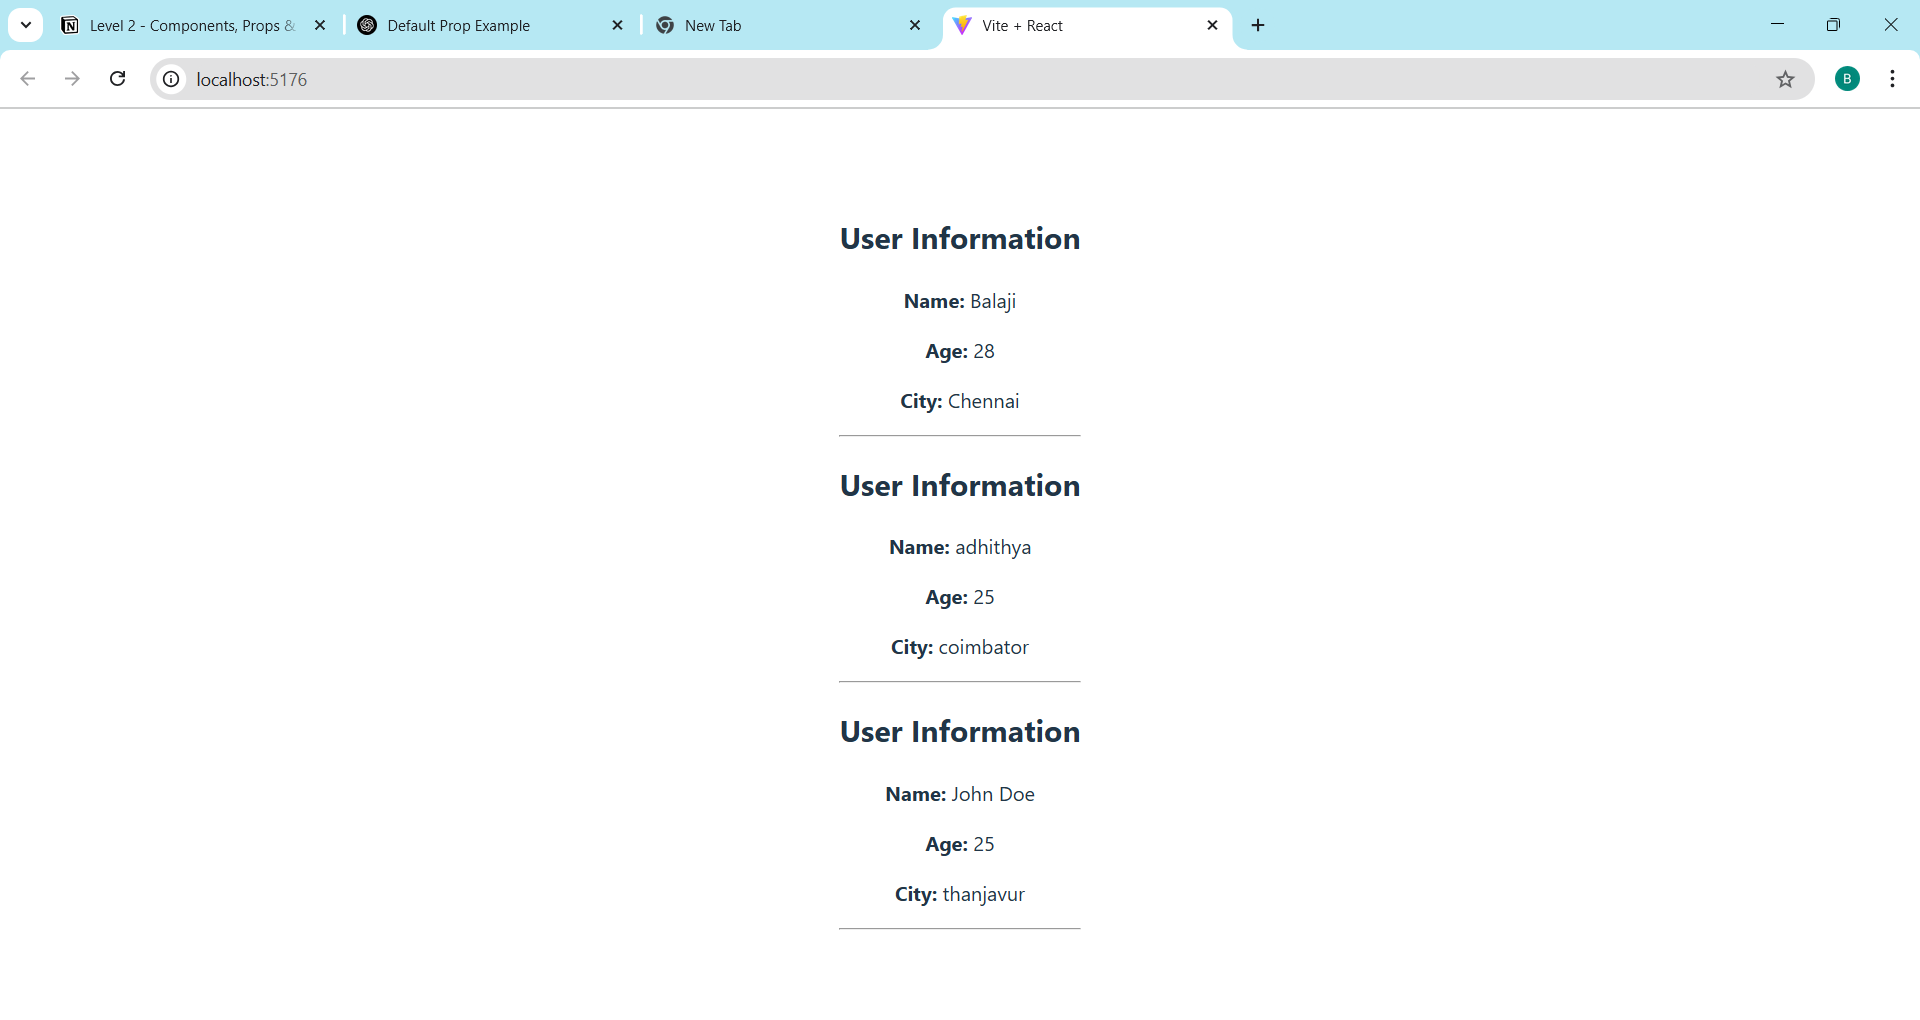 Level 2 - Components, Props &
Default Prop Example
New Tab
Vite + React
localhost:5176
B
User Information
Name: Balaji
Age: 28
City: Chennai
User Information
Name: adhithya
Age: 25
City: coimbator
User Information
Name: John Doe
Age: 25
City: thanjavur